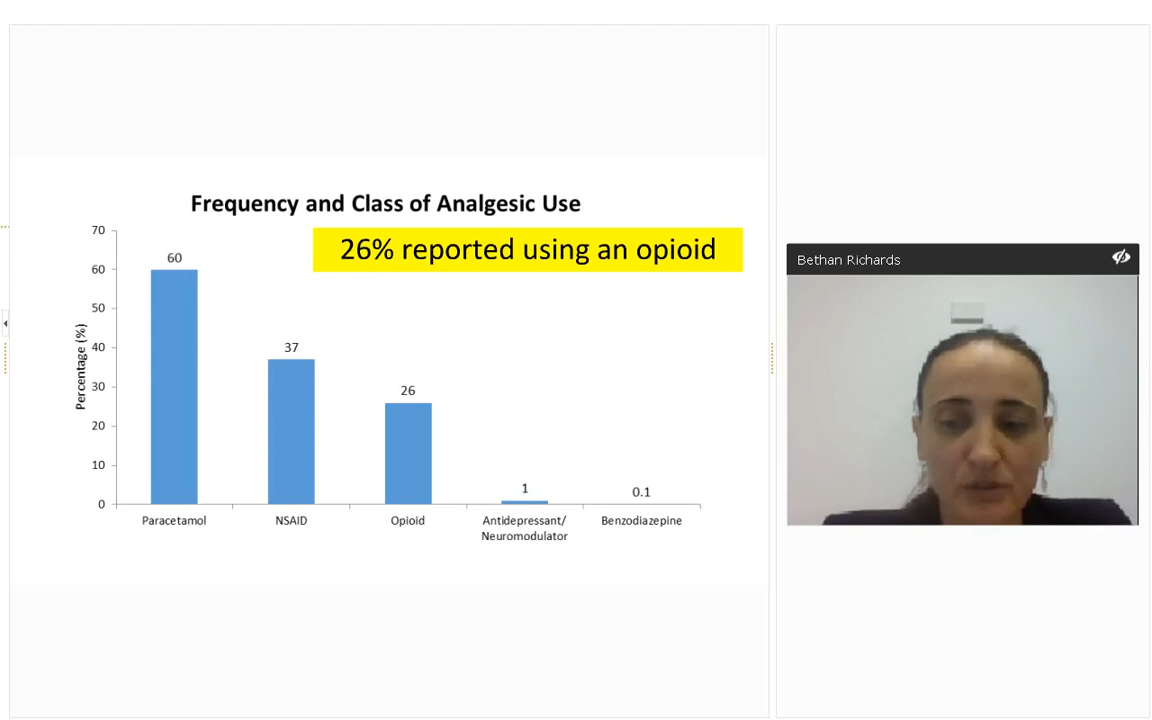 Frequency and Class of Analgesic Use
26% reported using an opioid
Percentage (%)
70
60
50
40
30
20
10
0
60
37
26
1
0.1
Paracetamol
NSAID
Opioid
Antidepressant/
Neuromodulator
Benzodiazepine
Bethan Richards